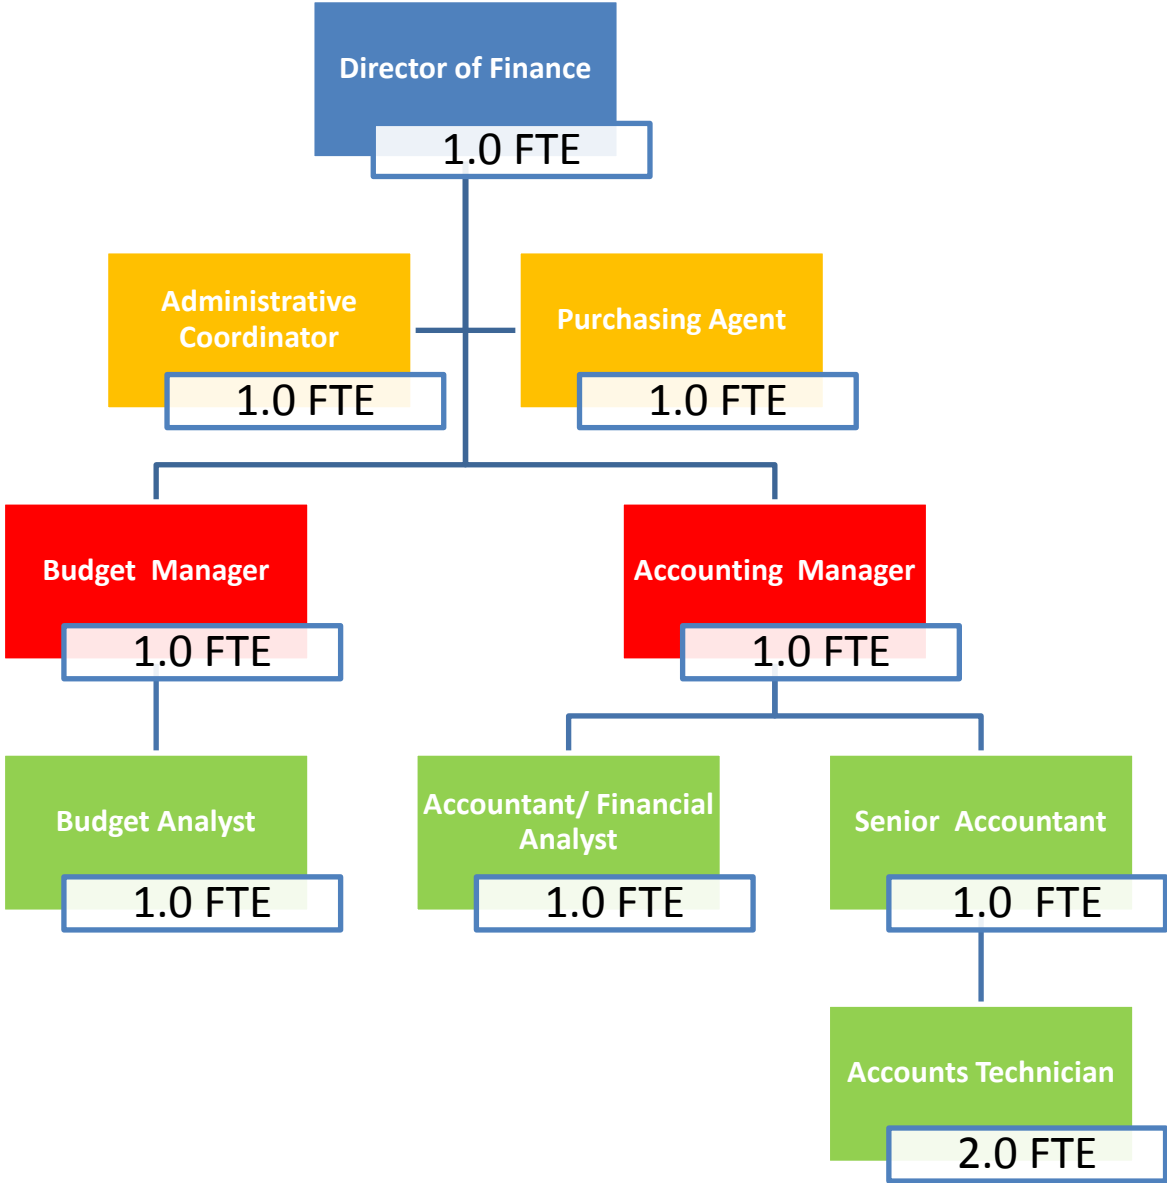 Director of Finance
1.0 FTE
Administrative
Coordinator
1.0 FTE
Purchasing Agent
1.0 FTE
Budget  Manager
1.0 FTE
Accounting  Manager
1.0 FTE
Budget Analyst
1.0 FTE
Accountant/ Financial
Analyst
1.0 FTE
Senior  Accountant
1.0  FTE
Accounts Technician
2.0 FTE